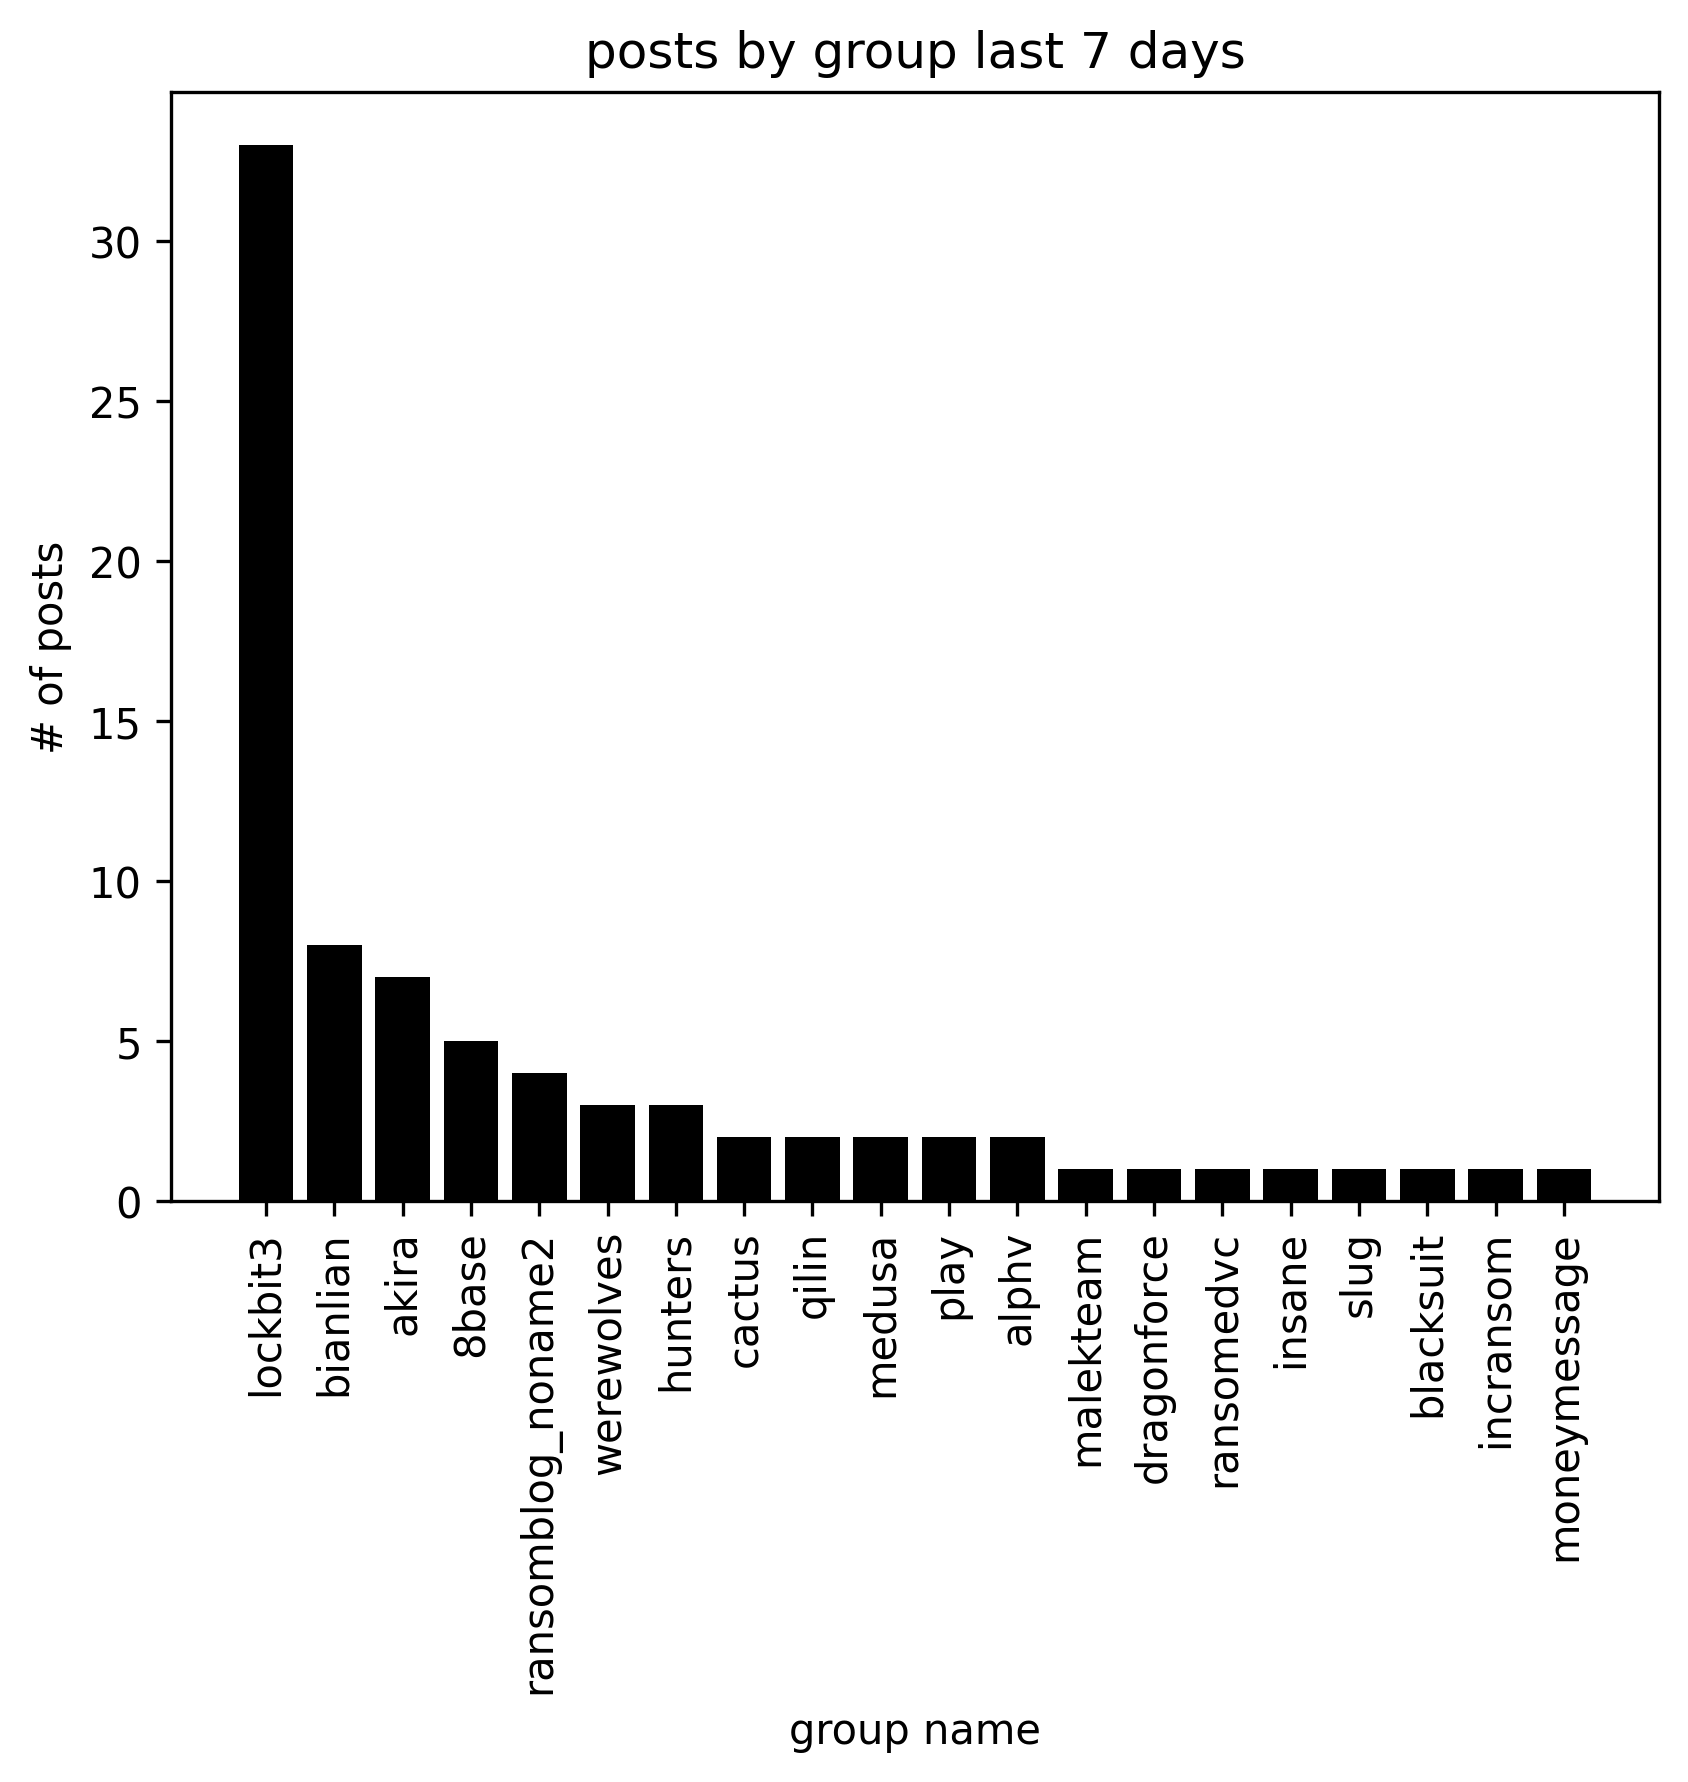 posts by group last 7 days
# of posts
30
25
20
15
10
5
0
lockbit3
bianlian
akira
8base
ransomblog_noname2
werewolves
hunters
cactus
qilin
medusa
play
alphv
malekteam
dragonforce
ransomedvc
insane
slug
blacksuit
incransom
moneymessage
group name